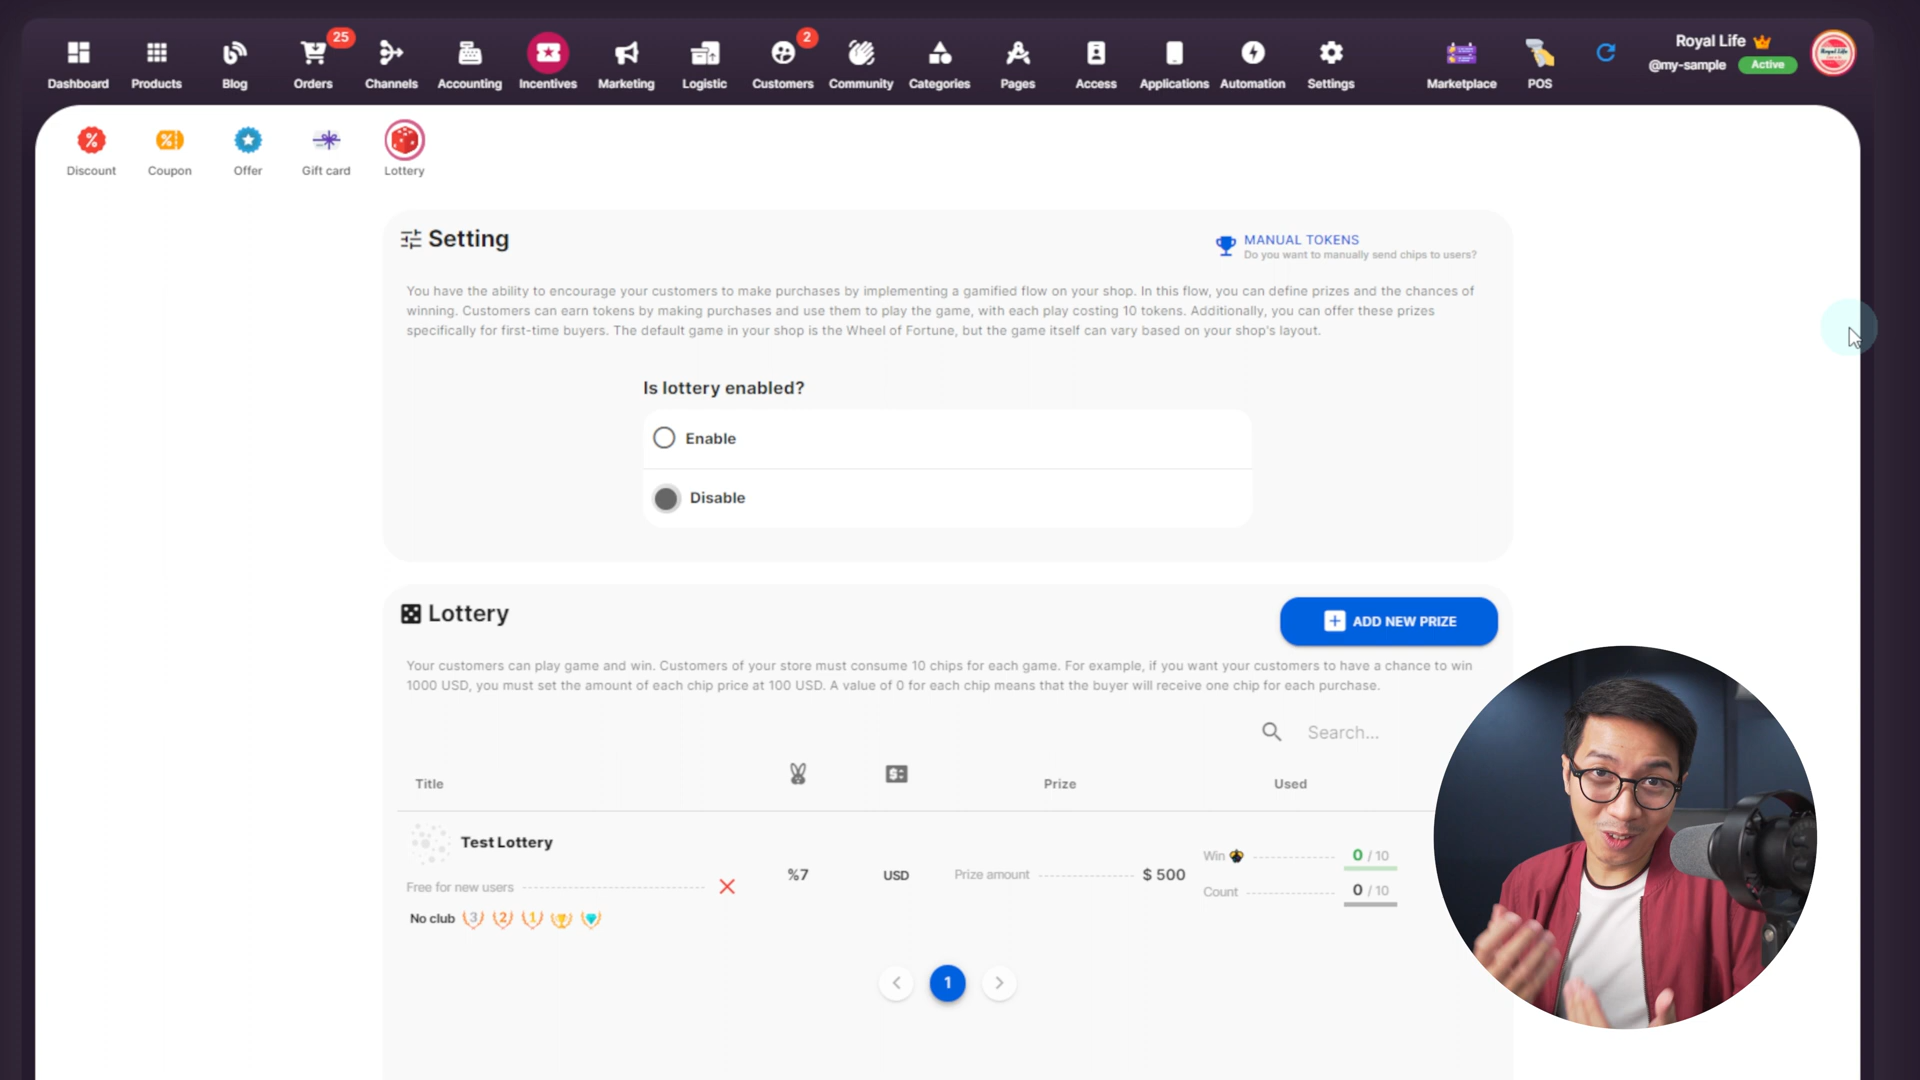 25
2
Dashboard Products Blog Orders Channels Accounting Incentives Marketing Logistic Customers Community Categories Pages Access Applications Automation Settings Marketplace POS
Royal Life
@my-sample Active
Discount Coupon Offer Gift card Lottery
Setting
MANUAL TOKENS
Do you want to manually send chips to users?
You have the ability to encourage your customers to make purchases by implementing a gamified flow on your shop. In this flow, you can define prizes and the chances of
winning. Customers can earn tokens by making purchases and use them to play the game, with each play costing 10 tokens. Additionally, you can offer these prizes
specifically for first-time buyers. The default game in your shop is the Wheel of Fortune, but the game itself can vary based on your shop's layout.
Is lottery enabled?
Enable
Disable
Lottery
ADD NEW PRIZE
Your customers can play game and win. Customers of your store must consume 10 chips for each game. For example, if you want your customers to have a chance to win
1000 USD, you must set the amount of each chip price at 100 USD. A value of 0 for each chip means that the buyer will receive one chip for each purchase.
Search...
Title Prize Used
Test Lottery
Free for new users
%7 USD Prize amount $ 500
Win 0 / 10
Count 0 / 10
No club 3 2 1
1